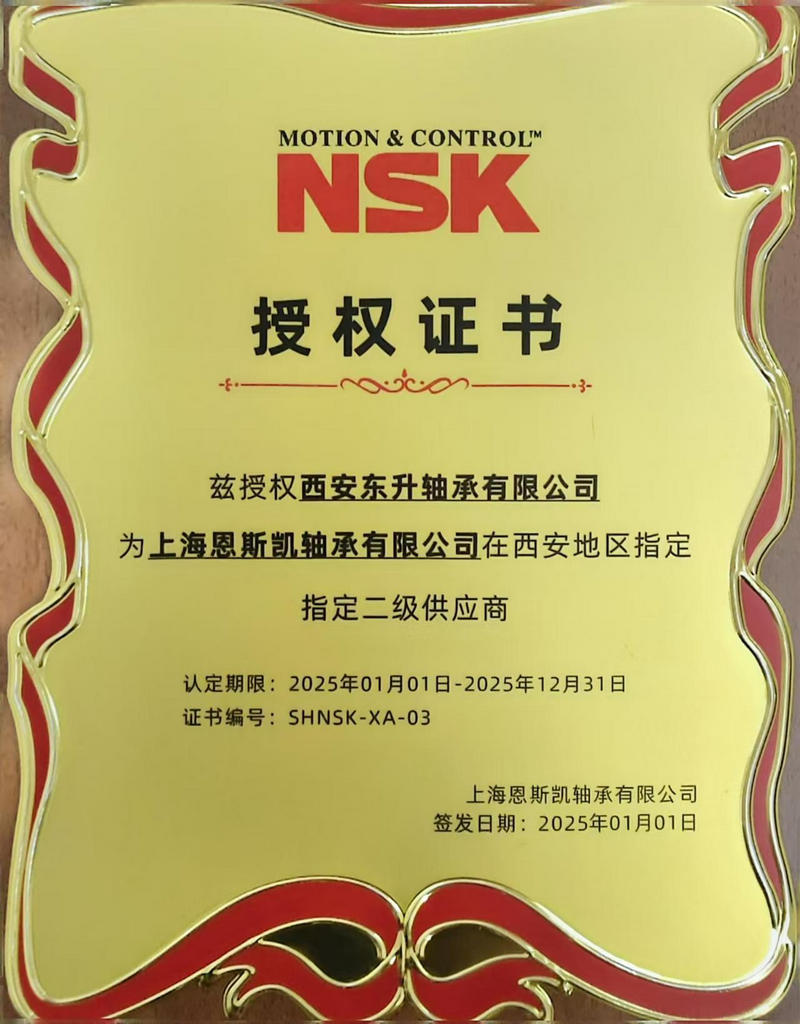 MOTION & CONTROL™
NSK
授权证书
兹授权西安东升轴承有限公司
为上海恩斯凯轴承有限公司在西安地区指定
指定二级供应商
认定期限：2025年01月01日-2025年12月31日
证书编号：SHNSK-XA-03
上海恩斯凯轴承有限公司
签发日期：2025年01月01日